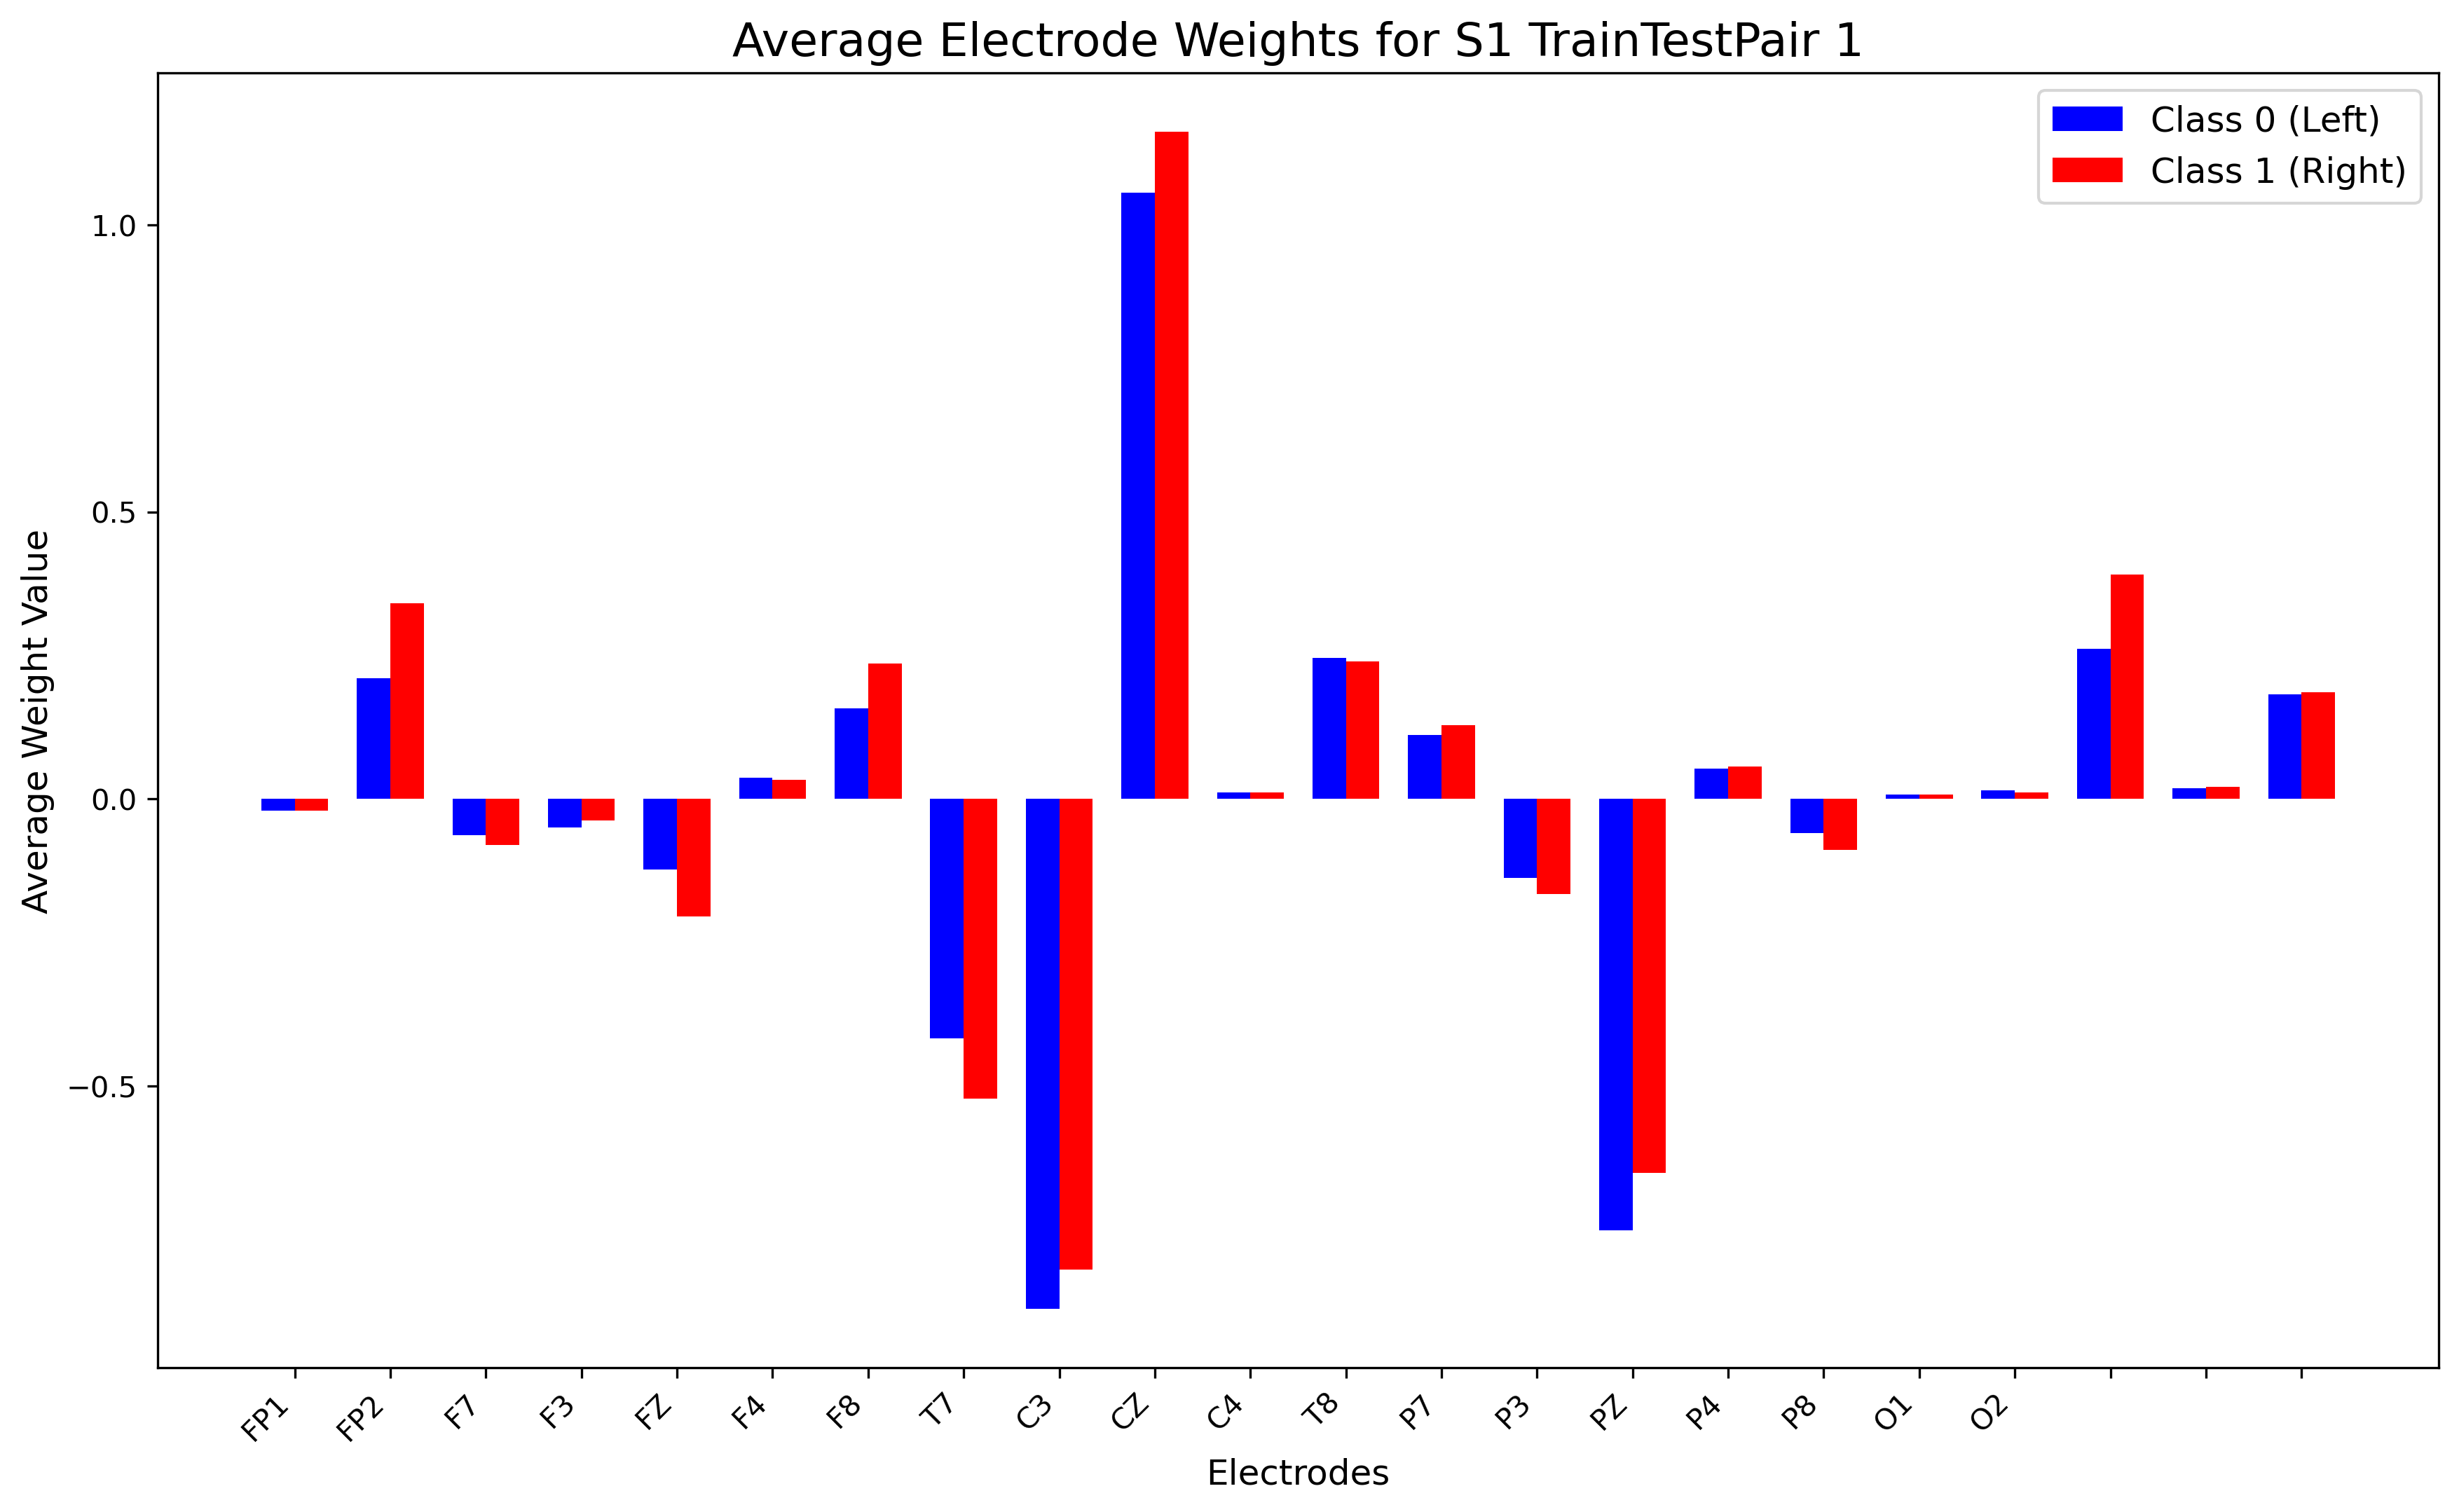 Average Electrode Weights for S1 TrainTestPair 1
Class 0 (Left)
Class 1 (Right)
Average Weight Value
1.0
0.5
0.0
−0.5
FP1 FP2 F7 F3 FZ F4 F8 T7 C3 CZ C4 T8 P7 P3 PZ P4 P8 O1 O2
Electrodes